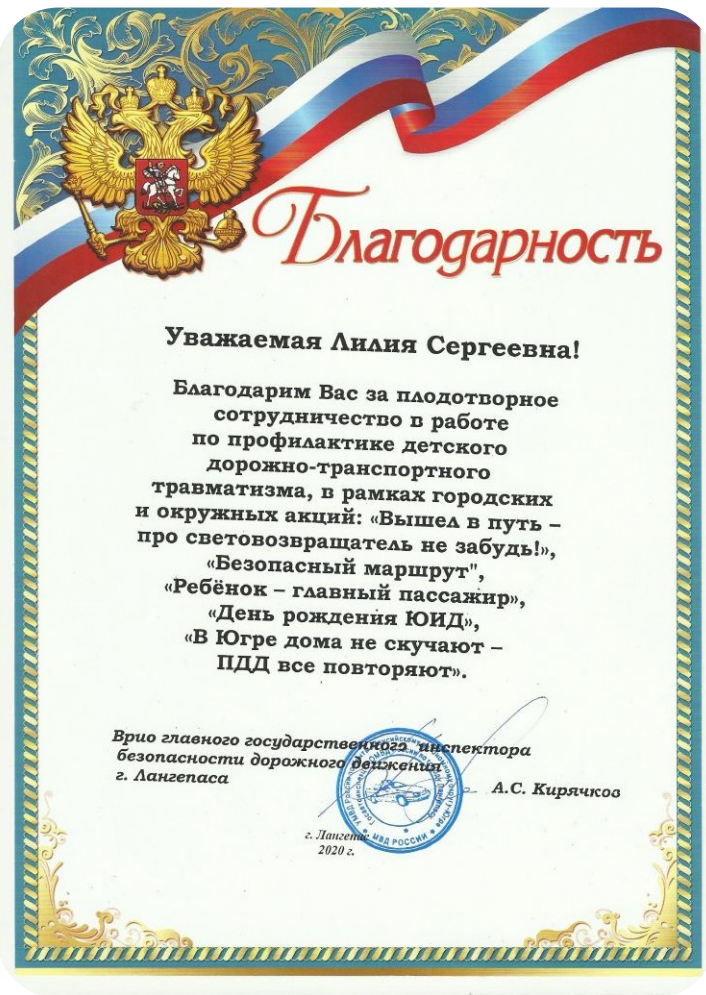 Благодарность
Уважаемая Лилия Сергеевна!
Благодарим Вас за плодотворное
сотрудничество в работе
по профилактике детского
дорожно-транспортного
травматизма, в рамках городских
и окружных акций: «Вышел в путь –
про световозвращатель не забудь!»,
«Безопасный маршрут",
«Ребёнок – главный пассажир»,
«День рождения ЮИД»,
«В Югре дома не скучают –
ПДД все повторяют».
Врио главного государственного инспектора
безопасности дорожного движения
г. Лангепаса
А.С. Кирячков
г. Лангепас
2020 г.
МВД РОССИИ